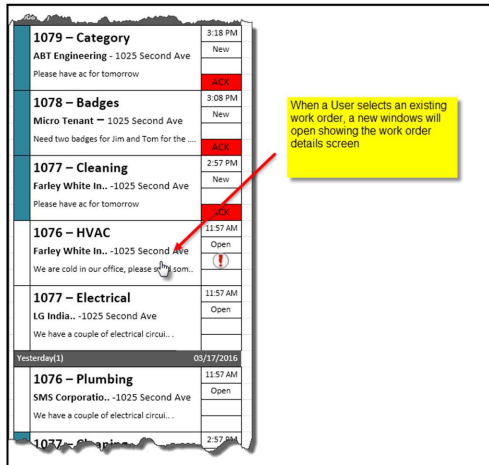 1079 – Category
3:18 PM
New
ABT Engineering - 1025 Second Ave
Please have ac for tomorrow
ACK
1078 – Badges
3:08 PM
New
Micro Tenant – 1025 Second Ave
Need two badges for Jim and Tom for the ....
ACK
1077 – Cleaning
2:57 PM
New
Farley White In.. -1025 Second Ave
Please have ac for tomorrow
ACK
1076 – HVAC
11:57 AM
Open
Farley White In.. -1025 Second Ave
We are cold in our office, please som..
1077 – Electrical
11:57 AM
Open
LG India.. -1025 Second Ave
We have a couple of electrical circui.. .
Yesterday(1) 03/17/2016
1076 – Plumbing
11:57 AM
Open
SMS Corporatio.. -1025 Second Ave
We have a couple of electrical circui.. .
1077 –
2:57 PM
When a User selects an existing
work order, a new windows will
open showing the work order
details screen